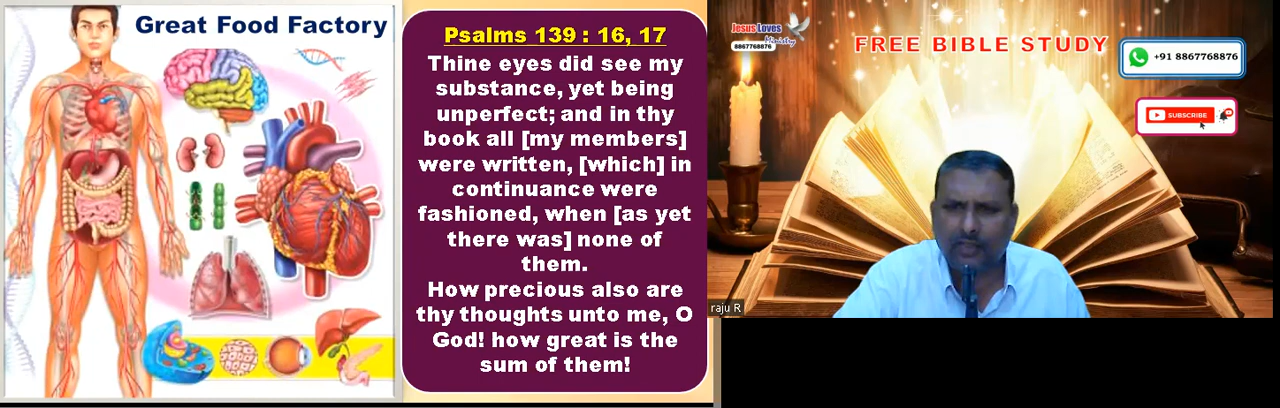 Great Food Factory
Psalms 139 : 16, 17
Thine eyes did see my
substance, yet being
unperfect; and in thy
book all [my members]
were written, [which] in
continuance were
fashioned, when [as yet
there was] none of
them.
How precious also are
thy thoughts unto me, O
God! how great is the
sum of them!
Jesus Loves
Ministry
8867768876
FREE BIBLE STUDY
+91 8867768876
SUBSCRIBE
raju R